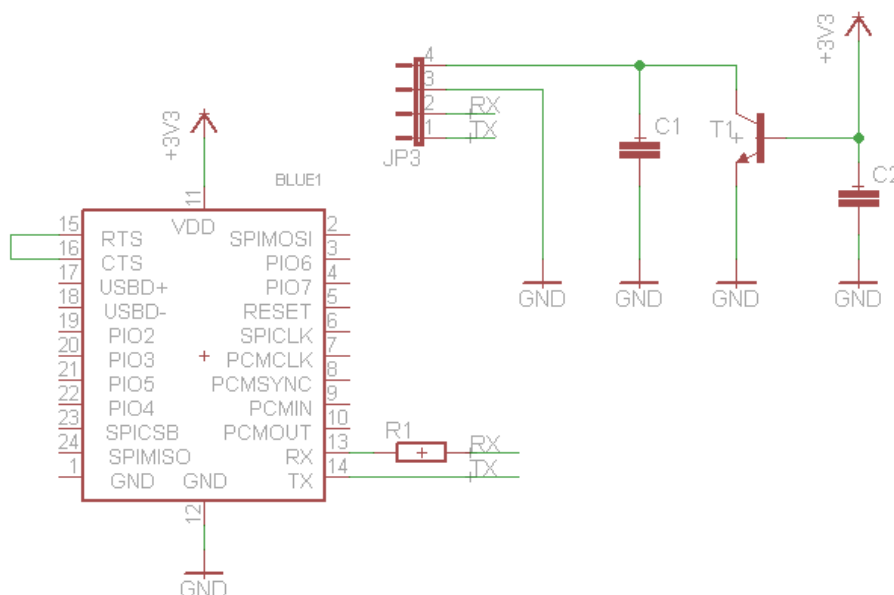 +3V3
BLUE1
11
VDD
15 RTS SPIMOSI 2
16 CTS PIO6 3
17 USBD+ PIO7 4
18 USBD- RESET 5
19 PIO2 SPICLK 6
20 PIO3 PCMCLK 7
21 PIO5 PCMSYNC 8
22 PIO4 PCMIN 9
23 SPICSB PCMOUT 10
24 SPIMISO RX 13
1 GND GND TX 14
12
GND
R1
RX
TX
4
3
2 RX
1 TX
JP3
C1
T1
+3V3
C2
GND
GND
GND
GND